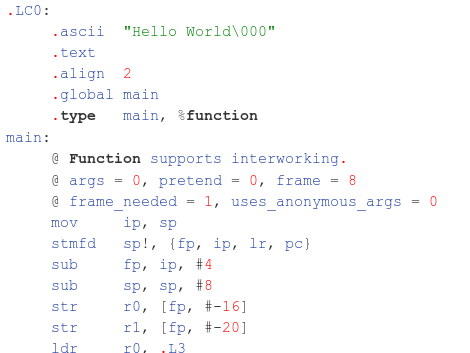 .LC0:
.ascii "Hello World\000"
.text
.align 2
.global main
.type main, %function
main:
@ Function supports interworking.
@ args = 0, pretend = 0, frame = 8
@ frame_needed = 1, uses_anonymous_args = 0
mov ip, sp
stmfd sp!, {fp, ip, lr, pc}
sub fp, ip, #4
sub sp, sp, #8
str r0, [fp, #-16]
str r1, [fp, #-20]
ldr r0, .L3